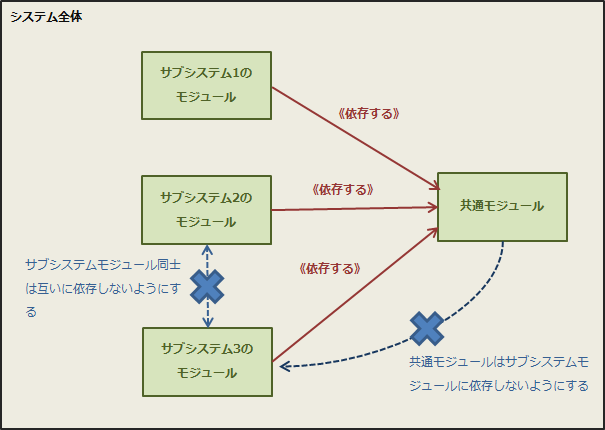 システム全体
サブシステム1の
モジュール
《依存する》
サブシステム2の
モジュール
《依存する》
共通モジュール
サブシステムモジュール同士
は互いに依存しないようにす
る
《依存する》
サブシステム3の
モジュール
共通モジュールはサブシステムモ
ジュールに依存しないようにする